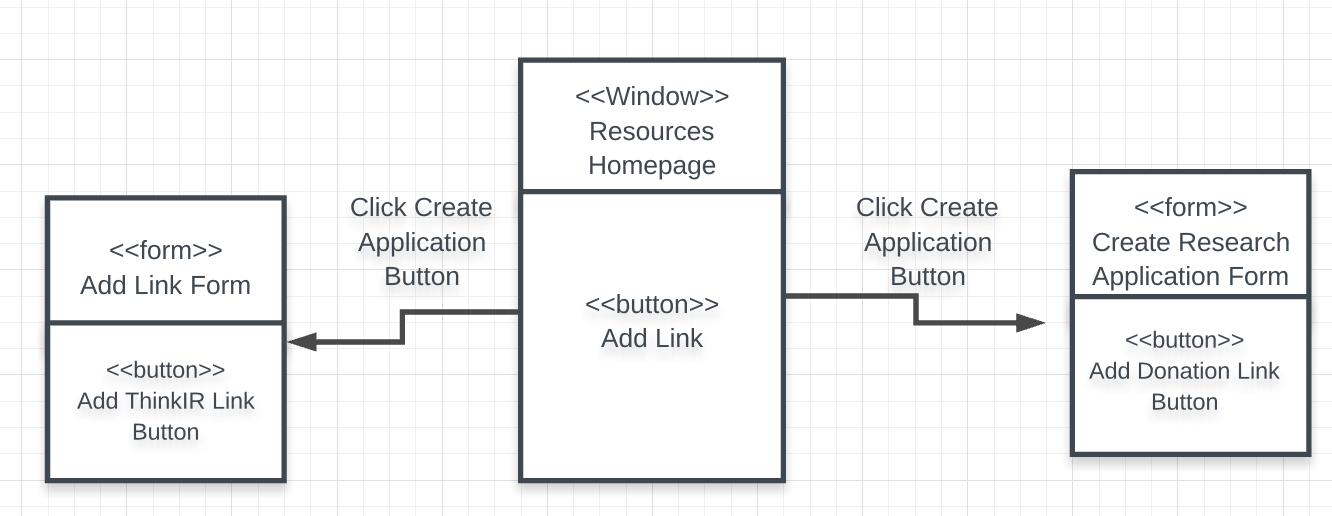 <<form>>
Add Link Form
<<button>>
Add ThinkIR Link
Button
Click Create
Application
Button
<<Window>>
Resources
Homepage
<<button>>
Add Link
Click Create
Application
Button
<<form>>
Create Research
Application Form
<<button>>
Add Donation Link
Button